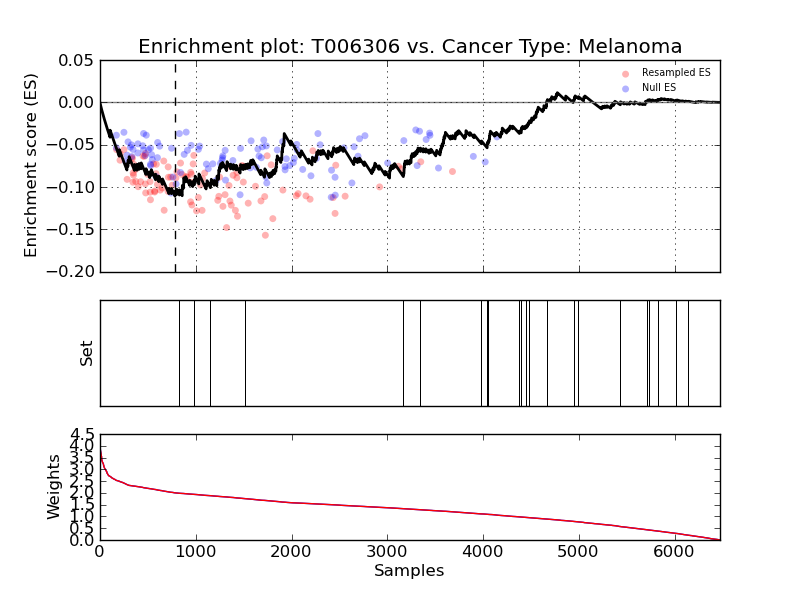 Enrichment plot: T006306 vs. Cancer Type: Melanoma
0.05
0.00
−0.05
−0.10
−0.15
−0.20
Enrichment score (ES)
Resampled ES
Null ES
Set
4.5
4.0
3.5
3.0
2.5
2.0
1.5
1.0
0.5
0.0
Weights
0 1000 2000 3000 4000 5000 6000
Samples